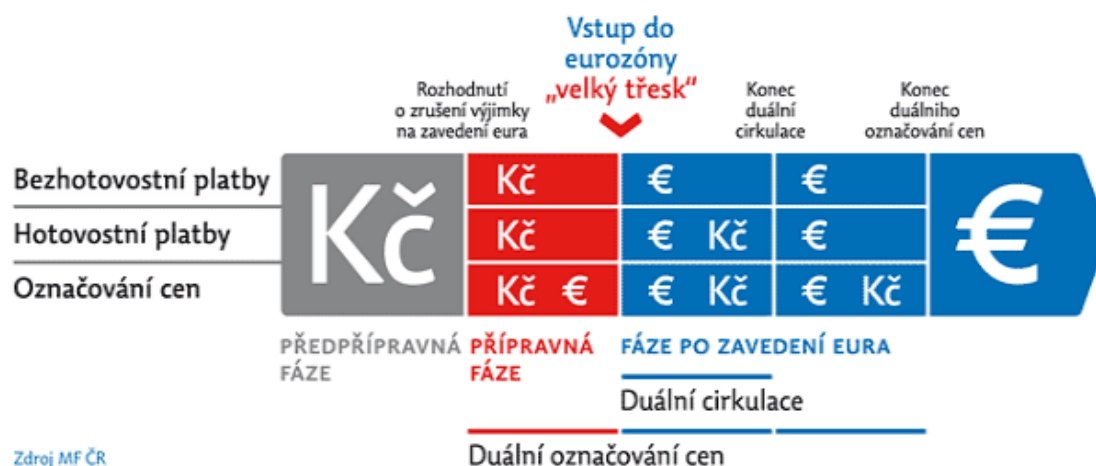 Vstup do
eurozóny
„velký třesk“
Rozhodnutí
o zrušení výjimky
na zavedení eura
Konec
duální
cirkulace
Konec
duálního
označování cen
Bezhotovostní platby
Hotovostní platby
Označování cen
Kč
Kč
€
€
€
Kč
€ Kč
€
Kč €
€ Kč
€ Kč
PŘEDPŘÍPRAVNÁ
FÁZE
PŘÍPRAVNÁ
FÁZE
FÁZE PO ZAVEDENÍ EURA
Duální cirkulace
Duální označování cen
Zdroj MF ČR